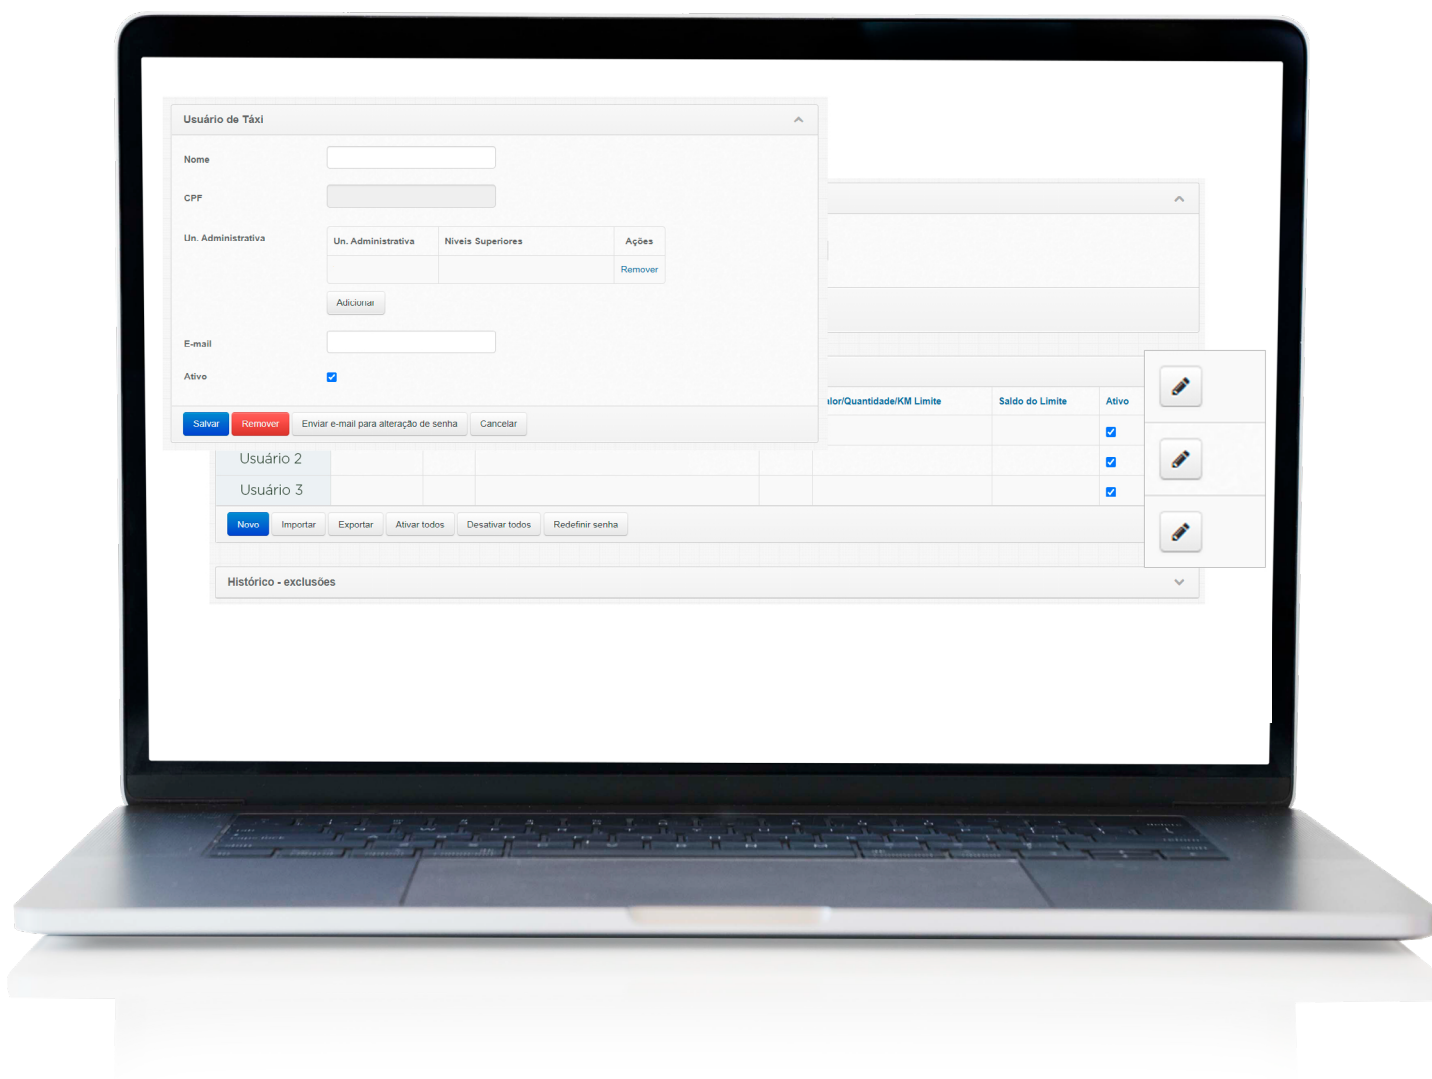 Usuário de Táxi
Nome
CPF
Un. Administrativa
Un. Administrativa Níveis Superiores Ações
Remover
Adicionar
E-mail
Ativo
Salvar Remover Enviar e-mail para alteração de senha Cancelar
alor/Quantidade/KM Limite Saldo do Limite Ativo
Usuário 2
Usuário 3
Novo Importar Exportar Ativar todos Desativar todos Redefinir senha
Histórico - exclusões